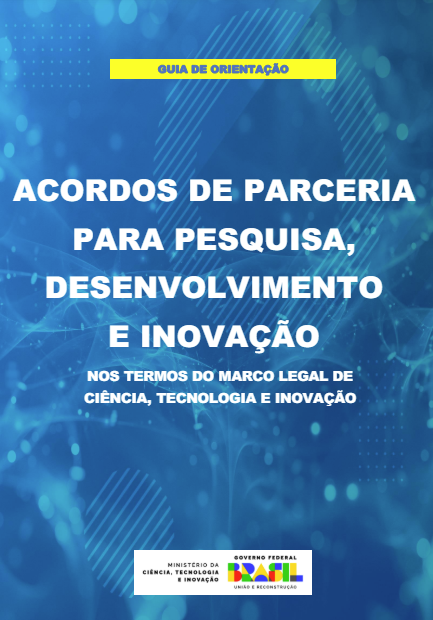 GUIA DE ORIENTAÇÃO
ACORDOS DE PARCERIA
PARA PESQUISA,
DESENVOLVIMENTO
E INOVAÇÃO
NOS TERMOS DO MARCO LEGAL DE
CIÊNCIA, TECNOLOGIA E INOVAÇÃO
MINISTÉRIO DA
CIÊNCIA, TECNOLOGIA
E INOVAÇÃO
GOVERNO FEDERAL
BRASIL
UNIÃO E RECONSTRUÇÃO